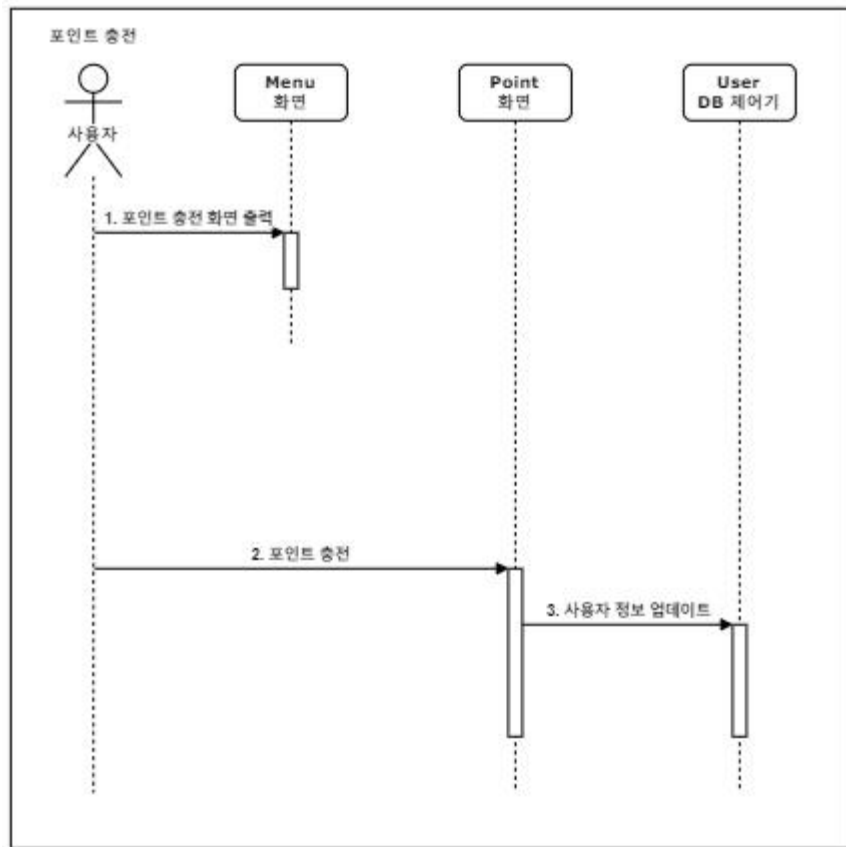 포인트 충전
사용자
Menu
화면
Point
화면
User
DB 제어기
1. 포인트 충전 화면 출력
2. 포인트 충전
3. 사용자 정보 업데이트